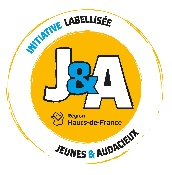 INITIATIVE LABELLISÉE
J&A
Région
Hauts-de-France
JEUNES & AUDACIEUX